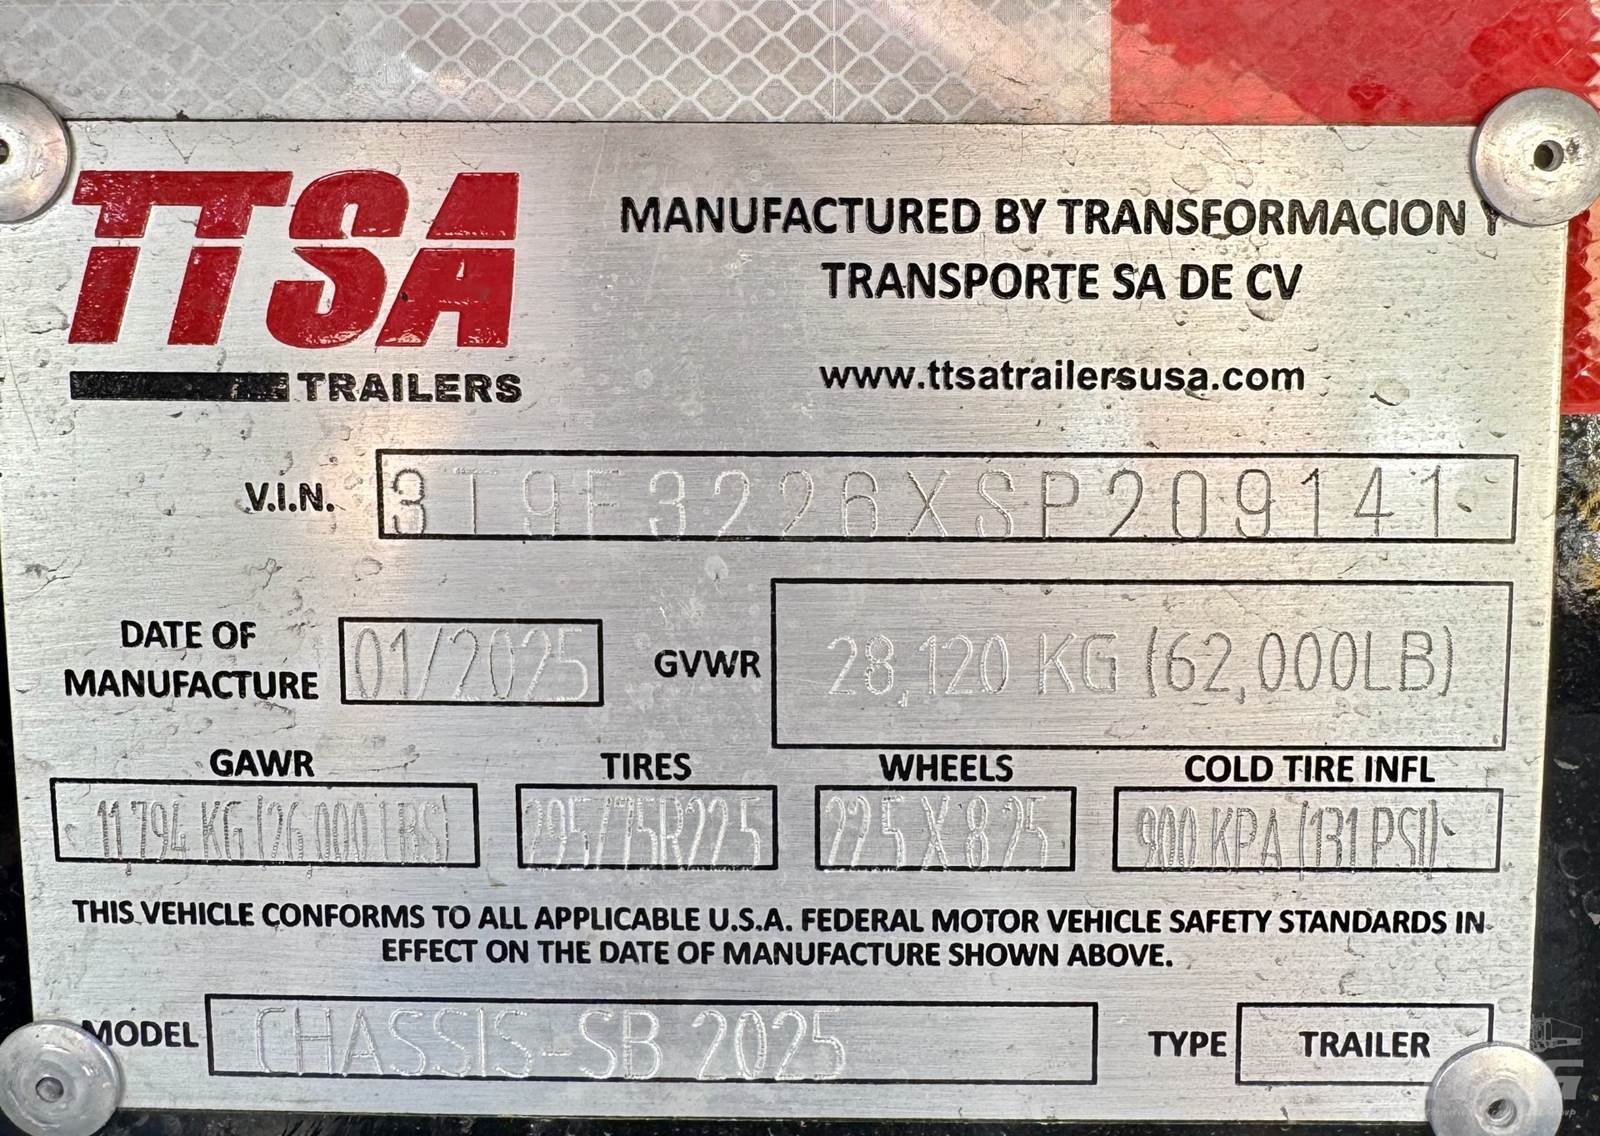 TTSA
TRAILERS
MANUFACTURED BY TRANSFORMACION Y
TRANSPORTE SA DE CV
www.ttsatrailersusa.com
V.I.N. 3T9F3226XSP209141
DATE OF MANUFACTURE 01/2025
GVWR 28,120 KG (62,000LB)
GAWR TIRES WHEELS COLD TIRE INFL
11,794 KG (26,000 LBS) 295/75R22.5 22.5 X 8.25 900 KPA (131 PSI)
THIS VEHICLE CONFORMS TO ALL APPLICABLE U.S.A. FEDERAL MOTOR VEHICLE SAFETY STANDARDS IN
EFFECT ON THE DATE OF MANUFACTURE SHOWN ABOVE.
MODEL CHASSIS-SB 2025 TYPE TRAILER